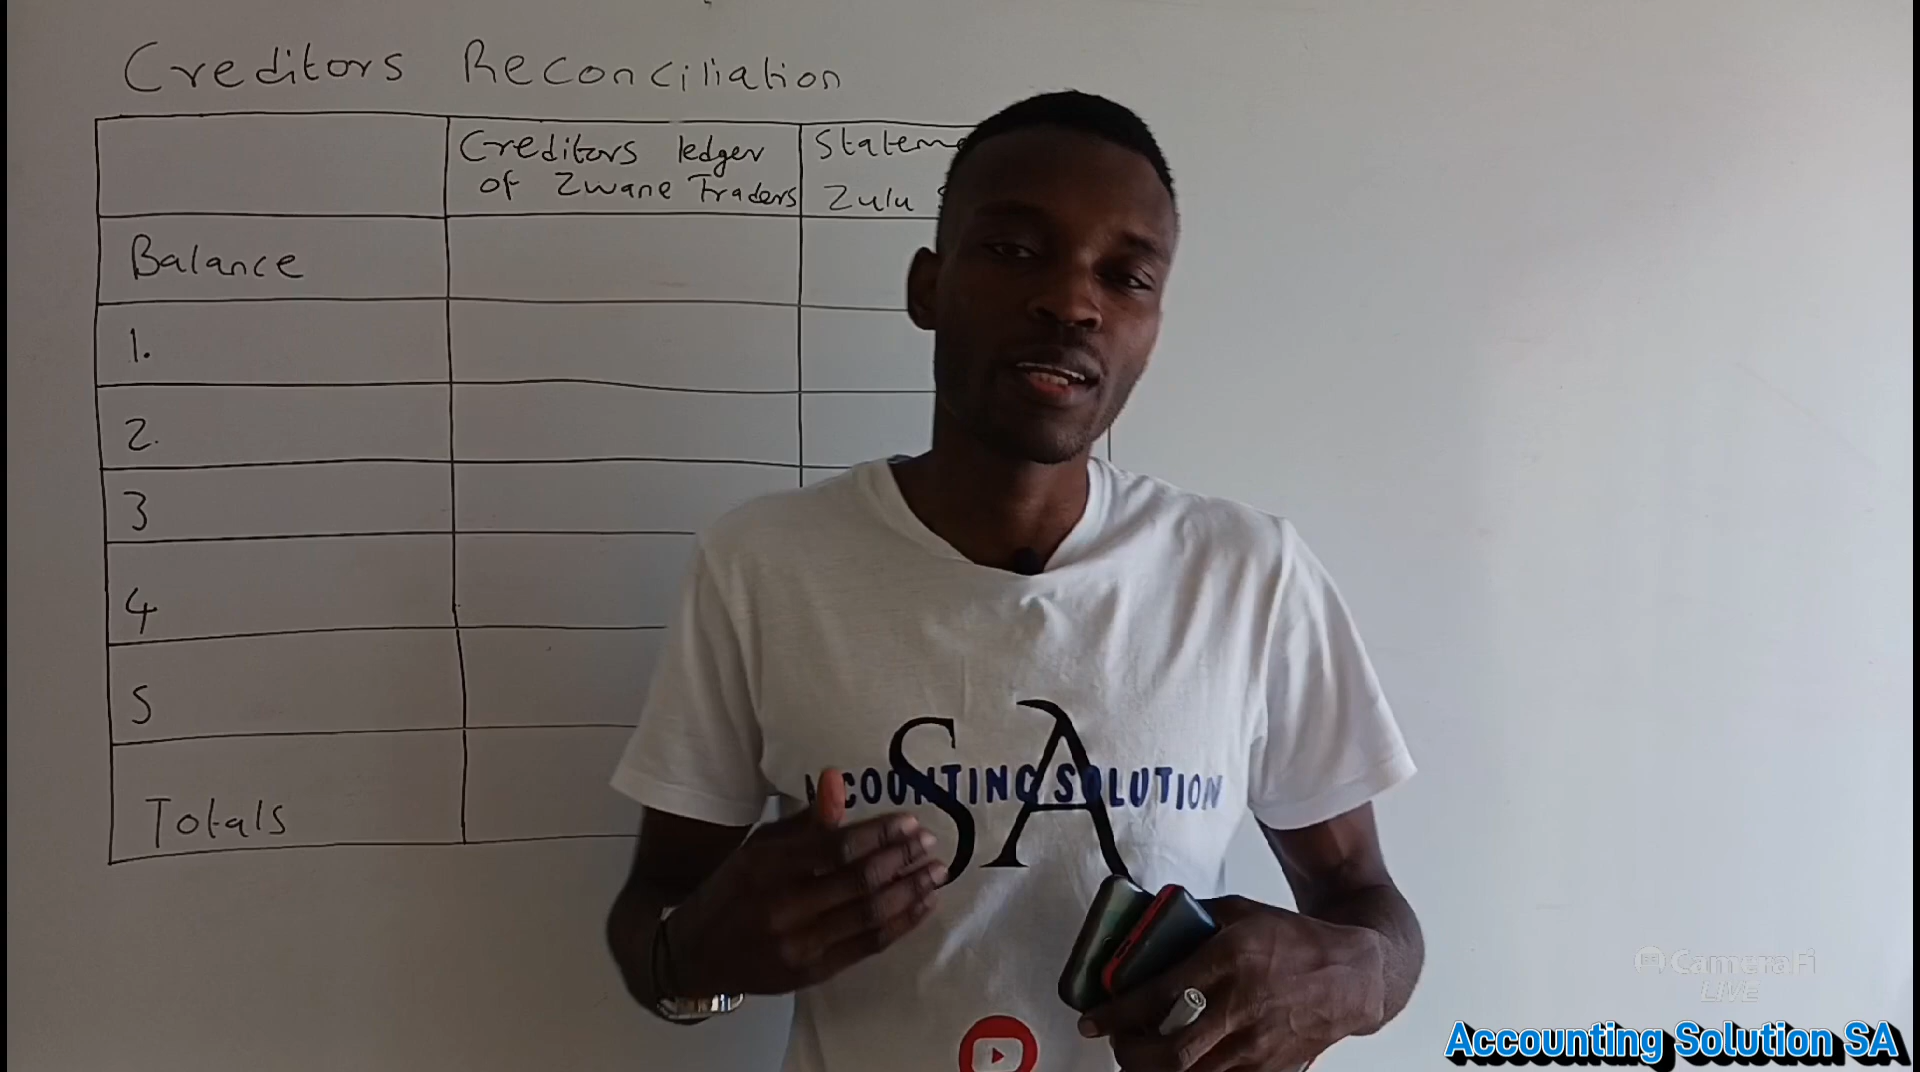 Creditors Reconciliation
Creditors ledger
of Zwane Traders
Zulu
Balance
1.
2.
3
4
5
Totals
SA
ACCOUNTING SOLUTION
CameraFi
LIVE
Accounting Solution SA